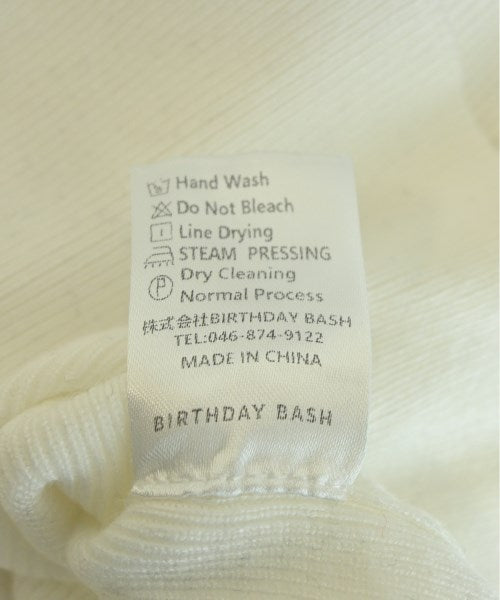 Hand Wash
Do Not Bleach
Line Drying
STEAM PRESSING
Dry Cleaning
P
Normal Process
株式会社BIRTHDAY BASH
TEL:046-874-9122
MADE IN CHINA
BIRTHDAY BASH